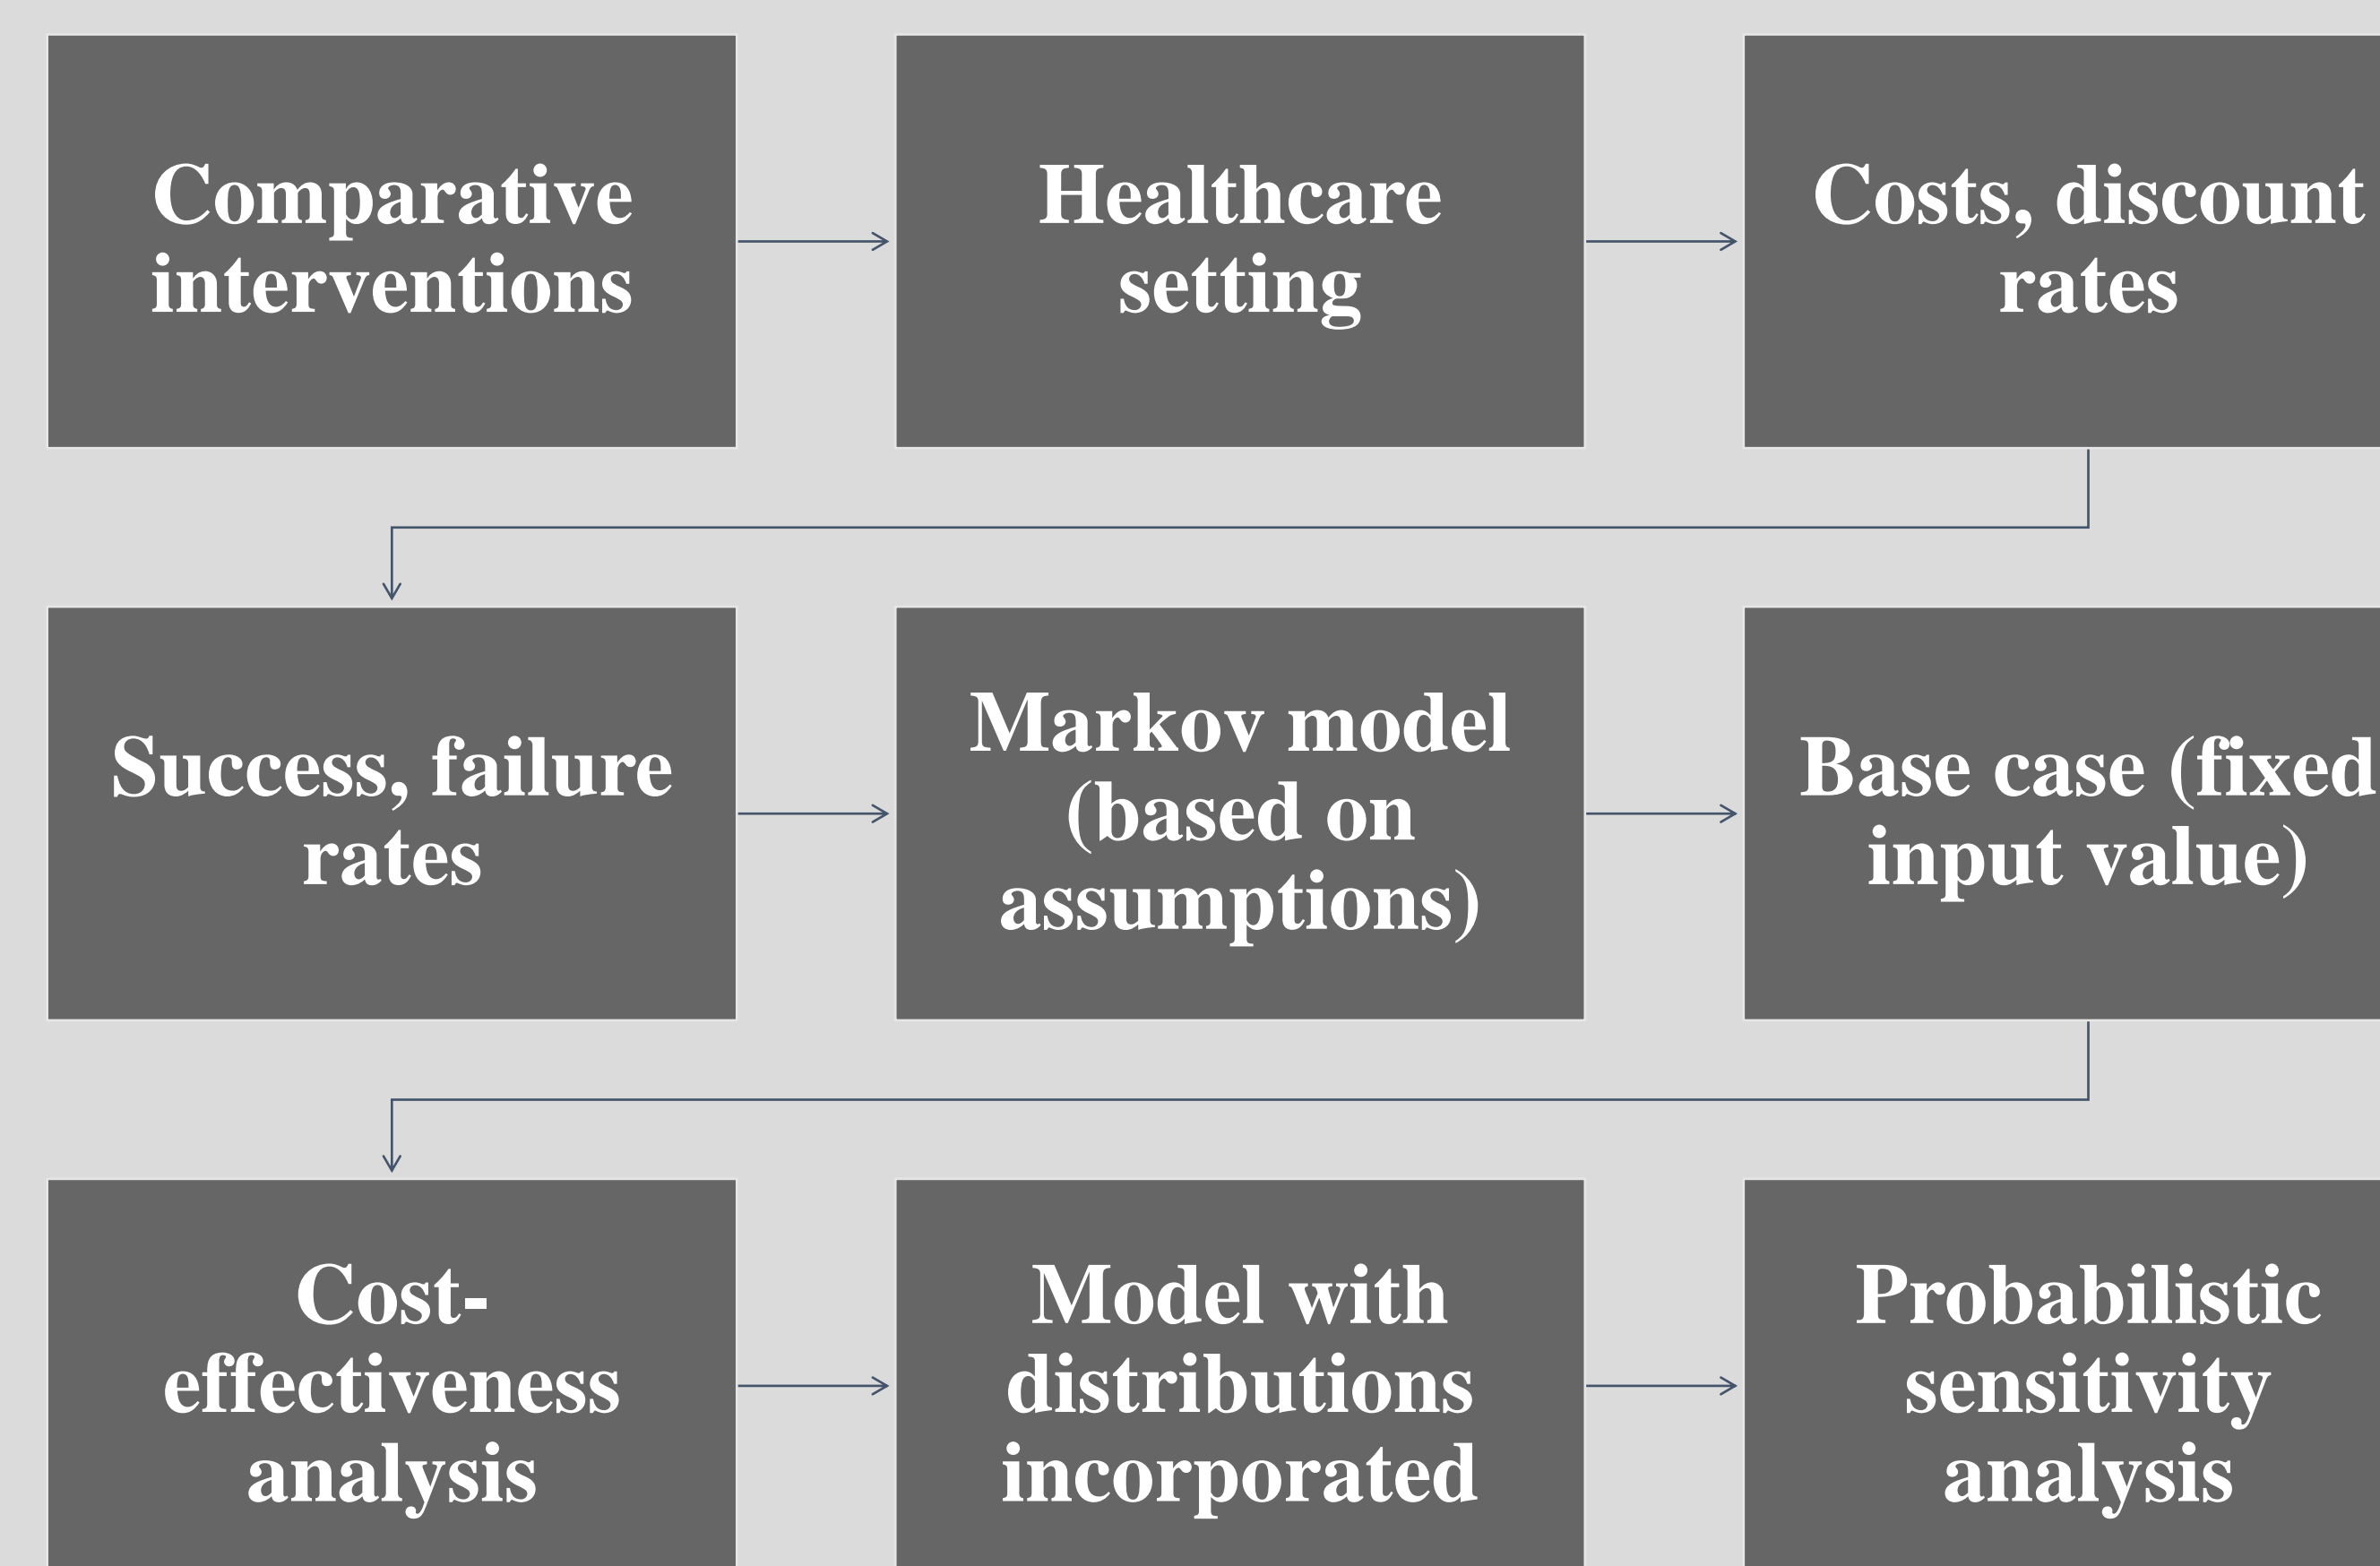 Comparative
interventions
Healthcare
setting
Costs, discount
rates
Success, failure
rates
Markov model
(based on
assumptions)
Base case (fixed
input value)
Cost-
effectiveness
analysis
Model with
distributions
incorporated
Probabilistic
sensitivity
analysis